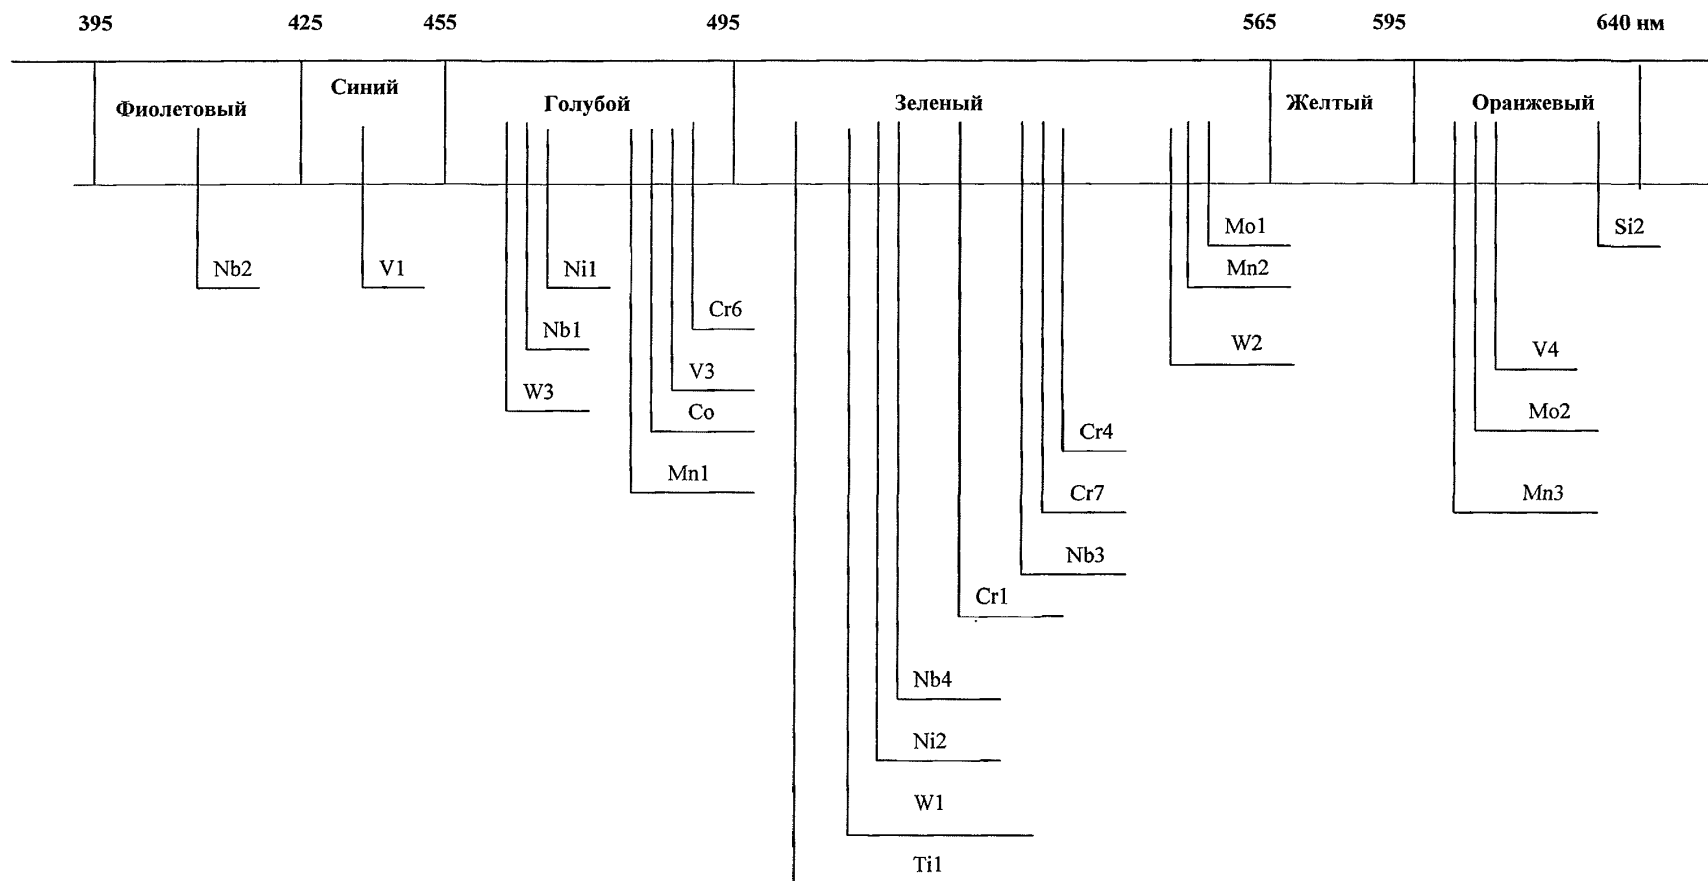 395 425 455 495 565 595 640 нм
Фиолетовый Синий Голубой Зеленый Желтый Оранжевый
Mo1 Si2
Nb2 V1 Ni1 Mn2
Cr6
Nb1 W2 V4
V3
W3 Co Mo2
Cr4
Mn1 Cr7 Mn3
Nb3
Cr1
Nb4
Ni2
W1
Ti1